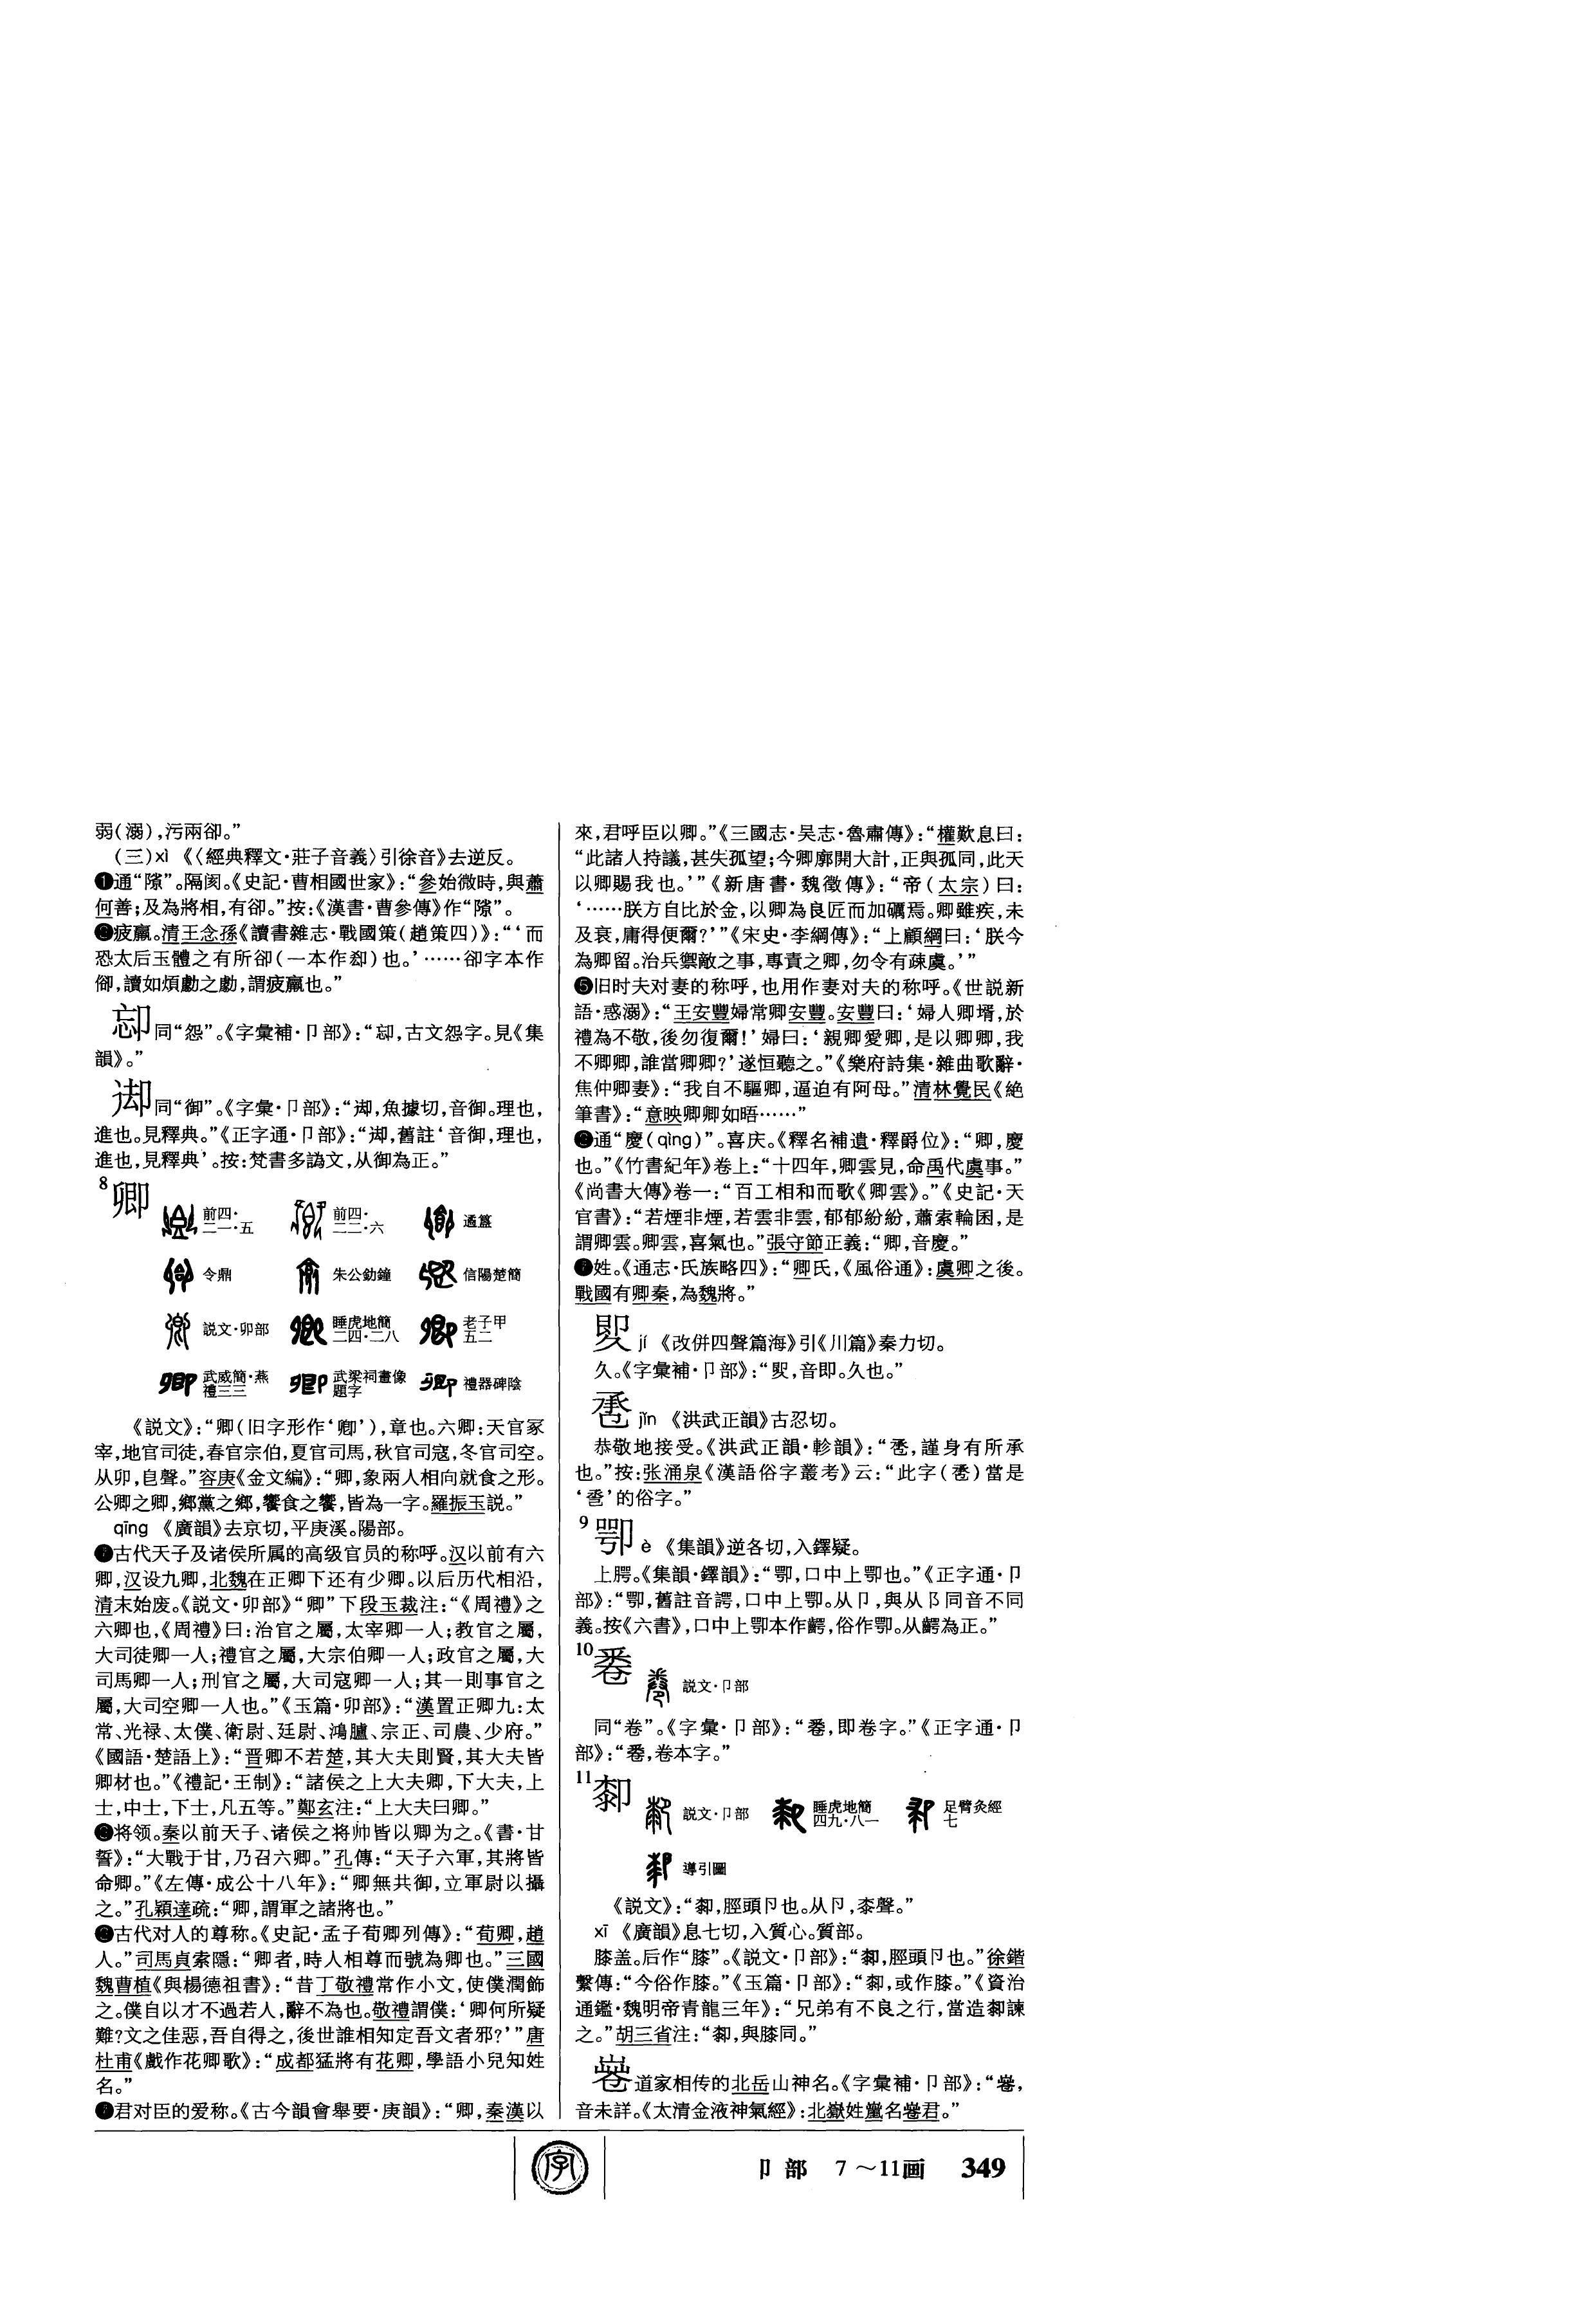 弱(溺),污兩卻。”
(三)xì 《〈經典釋文·莊子音義〉引徐音》去逆反。
❶通“隙”。隔阂。《史記·曹相國世家》:“參始微時,與蕭
何善;及為將相,有卻。”按:《漢書·曹參傳》作“隙”。
❷疲羸。清王念孫《讀書雜志·戰國策(趙策四)》:“‘而
恐太后玉體之有所卻(一本作郄)也。’……卻字本作
㑢,讀如煩勮之勮,謂疲羸也。”
同“怨”。《字彙補·卩部》:“,古文怨字。見《集
韻》。”
同“御”。《字彙·卩部》:“,魚據切,音御。理也,
進也。見釋典。”《正字通·卩部》:“,舊註‘音御,理也,
進也,見釋典’。按:梵書多譌文,从御為正。”
8 卿 前四·二一·五 前四·二二·六 通簋
令鼎 朱公釛鐘 信陽楚簡
説文·卯部 睡虎地簡二四·二八 老子甲五二
武威簡·燕禮三三 武梁祠畫像題字 禮器碑陰
《説文》:“卿(旧字形作‘卿’),章也。六卿:天官冢
宰,地官司徒,春官宗伯,夏官司馬,秋官司寇,冬官司空。
从卯,皀聲。”容庚《金文編》:“卿,象兩人相向就食之形。
公卿之卿,鄉黨之鄉,饗食之饗,皆為一字。羅振玉説。”
qīng 《廣韻》去京切,平庚溪。陽部。
❶古代天子及诸侯所属的高级官员的称呼。汉以前有六
卿,汉设九卿,北魏在正卿下还有少卿。以后历代相沿,
清末始废。《説文·卯部》“卿”下段玉裁注:“《周禮》之
六卿也,《周禮》曰:治官之屬,太宰卿一人;教官之屬,
大司徒卿一人;禮官之屬,大宗伯卿一人;政官之屬,大
司馬卿一人;刑官之屬,大司寇卿一人;其一則事官之
屬,大司空卿一人也。”《玉篇·卯部》:“漢置正卿九:太
常、光禄、太僕、衛尉、廷尉、鴻臚、宗正、司農、少府。”
《國語·楚語上》:“晋卿不若楚,其大夫則賢,其大夫皆
卿材也。”《禮記·王制》:“諸侯之上大夫卿,下大夫,上
士,中士,下士,凡五等。”鄭玄注:“上大夫曰卿。”
❷将领。秦以前天子、诸侯之将帅皆以卿为之。《書·甘
誓》:“大戰于甘,乃召六卿。”孔傳:“天子六軍,其將皆
命卿。”《左傳·成公十八年》:“卿無共御,立軍尉以攝
之。”孔穎達疏:“卿,謂軍之諸將也。”
❸古代对人的尊称。《史記·孟子荀卿列傳》:“荀卿,趙
人。”司馬貞索隱:“卿者,時人相尊而號為卿也。”三國
魏曹植《與楊德祖書》:“昔丁敬禮常作小文,使僕潤飾
之。僕自以才不過若人,辭不為也。敬禮謂僕:‘卿何所疑
難?文之佳惡,吾自得之,後世誰相知定吾文者邪?’”唐
杜甫《戲作花卿歌》:“成都猛將有花卿,學語小兒知姓
名。”
❹君对臣的爱称。《古今韻會舉要·庚韻》:“卿,秦漢以
來,君呼臣以卿。”《三國志·吴志·魯肅傳》:“權歎息曰:
“此諸人持議,甚失孤望;今卿廓開大計,正與孤同,此天
以卿賜我也。’”《新唐書·魏徵傳》:“帝(太宗)曰:
‘……朕方自比於金,以卿為良匠而加礪焉。卿雖疾,未
及衰,庸得便爾?’”《宋史·李綱傳》:“上顧綱曰:‘朕今
為卿留。治兵禦敵之事,專責之卿,勿令有疎虞。’”
❺旧时夫对妻的称呼,也用作妻对夫的称呼。《世説新
語·惑溺》:“王安豐婦常卿安豐。安豐曰:‘婦人卿壻,於
禮為不敬,後勿復爾!’婦曰:‘親卿愛卿,是以卿卿,我
不卿卿,誰當卿卿?’遂恒聽之。”《樂府詩集·雜曲歌辭·
焦仲卿妻》:“我自不驅卿,逼迫有阿母。”清林覺民《絶
筆書》:“意映卿卿如晤……”
❻通“慶(qìng)”。喜庆。《釋名補遺·釋爵位》:“卿,慶
也。”《竹書紀年》卷上:“十四年,卿雲見,命禹代虞事。”
《尚書大傳》卷一:“百工相和而歌《卿雲》。”《史記·天
官書》:“若煙非煙,若雲非雲,郁郁紛紛,蕭索輪囷,是
謂卿雲。卿雲,喜氣也。”張守節正義:“卿,音慶。”
❼姓。《通志·氏族略四》:“卿氏,《風俗通》:虞卿之後。
戰國有卿秦,為魏將。”
jí 《改併四聲篇海》引《川篇》秦力切。
久。《字彙補·卩部》:“,音即。久也。”
jǐn 《洪武正韻》古忍切。
恭敬地接受。《洪武正韻·軫韻》:“,謹身有所承
也。”按:张涌泉《漢語俗字叢考》云:“此字()當是
‘巹’的俗字。”
9 卾 è 《集韻》逆各切,入鐸疑。
上腭。《集韻·鐸韻》:“卾,口中上卾也。”《正字通·卩
部》:“卾,舊註音諤,口中上卾。从卩,與从阝同音不同
義。按《六書》,口中上卾本作齶,俗作卾。从齶為正。”
10 説文·卩部
同“卷”。《字彙·卩部》:“,即卷字。”《正字通·卩
部》:“,卷本字。”
11 厀 説文·卩部 睡虎地簡四九·八一 足臂灸經七
導引圖
《説文》:“厀,脛頭卪也。从卪,桼聲。”
xī 《廣韻》息七切,入質心。質部。
膝盖。后作“膝”。《説文·卩部》:“厀,脛頭卪也。”徐鍇
繫傳:“今俗作膝。”《玉篇·卩部》:“厀,或作膝。”《資治
通鑑·魏明帝青龍三年》:“兄弟有不良之行,當造厀諫
之。”胡三省注:“厀,與膝同。”
道家相传的北岳山神名。《字彙補·卩部》:“,
音未詳。《太清金液神氣經》:北嶽姓名君。”
字
卩部 7～11画 349